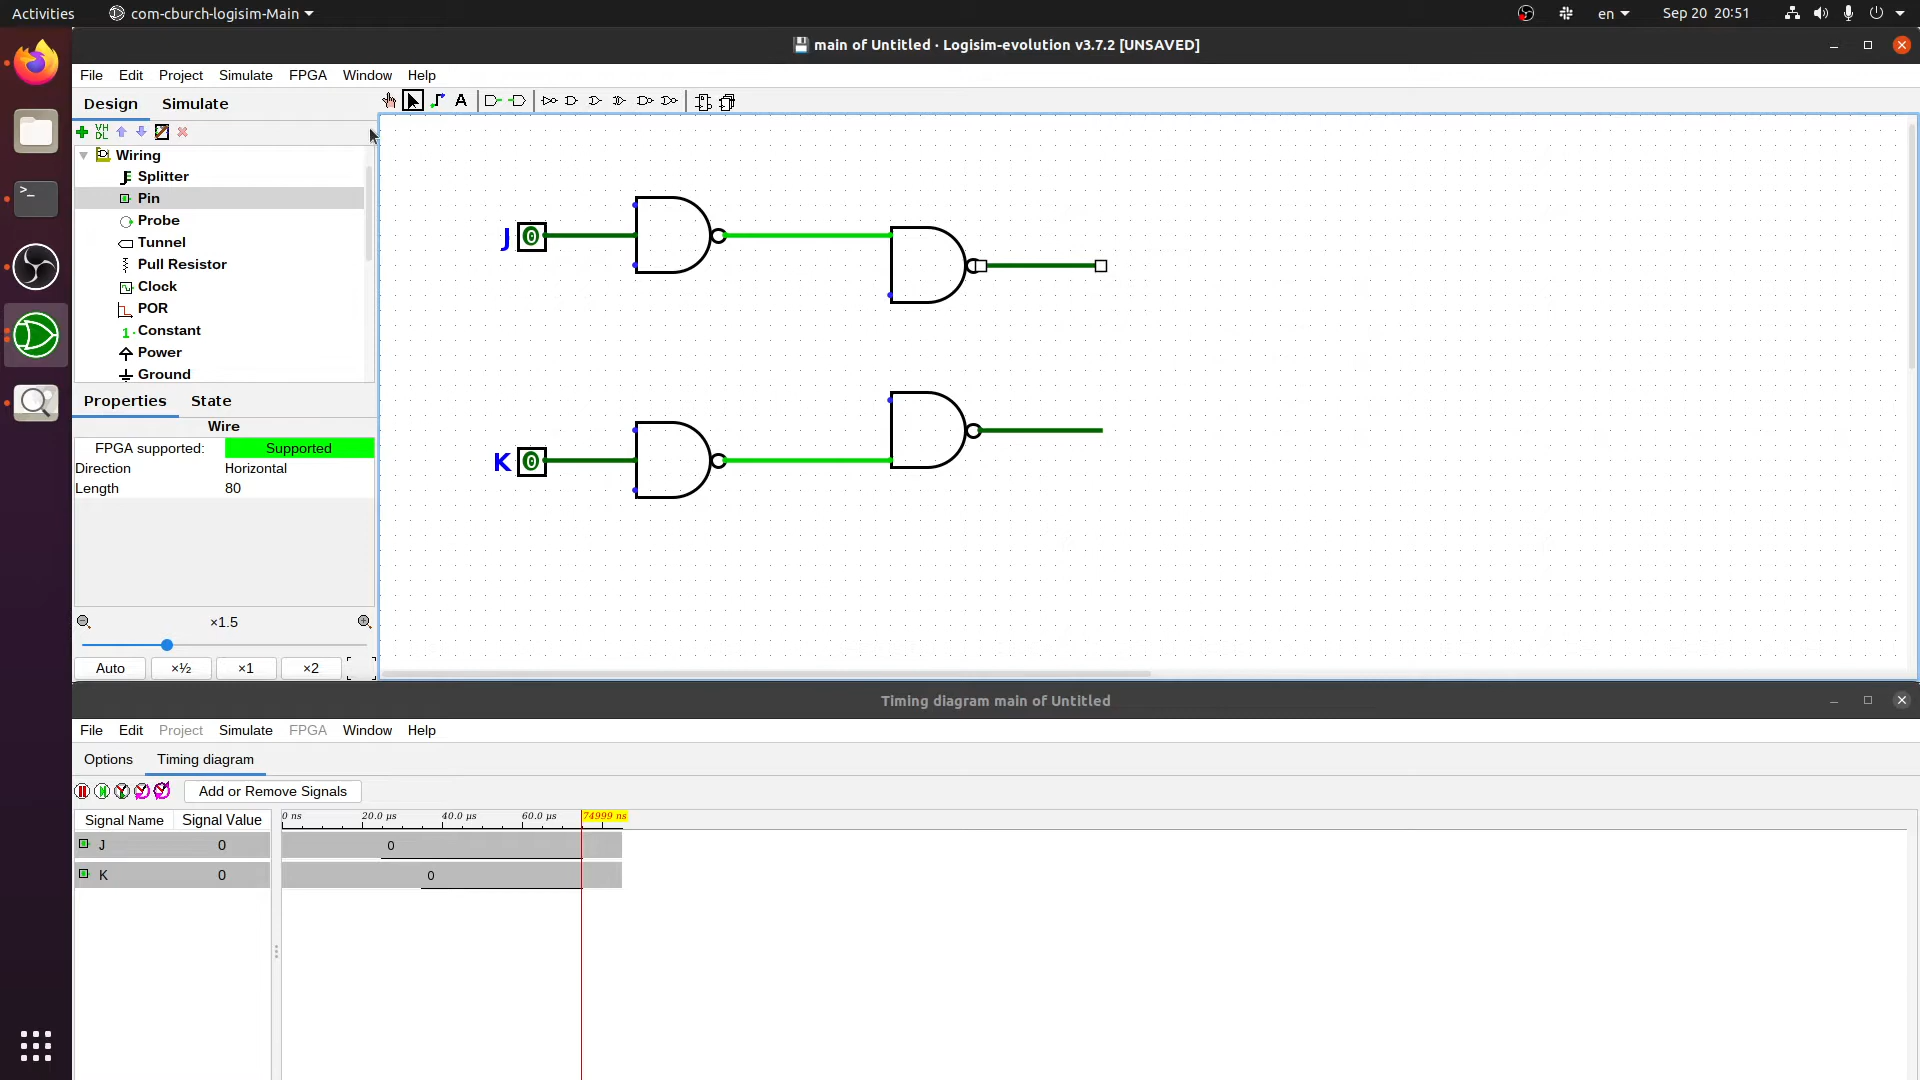 Activities com-cburch-logisim-Main en Sep 20 20:51
main of Untitled · Logisim-evolution v3.7.2 [UNSAVED]
File Edit Project Simulate FPGA Window Help
Design Simulate
VH DL
Wiring
Splitter
Pin
Probe
Tunnel
Pull Resistor
Clock
POR
1 Constant
Power
Ground
J 0
K 0
Properties State
Wire
FPGA supported: Supported
Direction Horizontal
Length 80
×1.5
Auto ×½ ×1 ×2
Timing diagram main of Untitled
File Edit Project Simulate FPGA Window Help
Options Timing diagram
Add or Remove Signals
Signal Name Signal Value 0 ns 20.0 µs 40.0 µs 60.0 µs 74999 ns
J 0 0
K 0 0